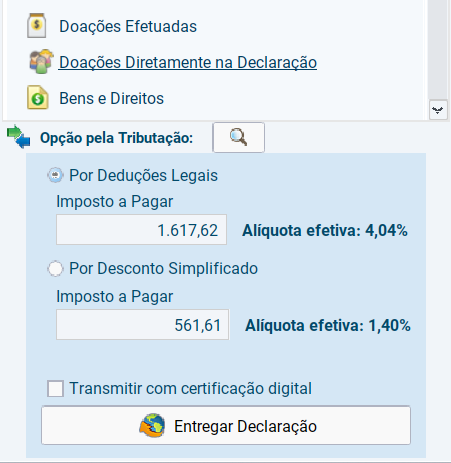 Doações Efetuadas
Doações Diretamente na Declaração
Bens e Direitos
Opção pela Tributação:
Por Deduções Legais
Imposto a Pagar
1.617,62 Alíquota efetiva: 4,04%
Por Desconto Simplificado
Imposto a Pagar
561,61 Alíquota efetiva: 1,40%
Transmitir com certificação digital
Entregar Declaração